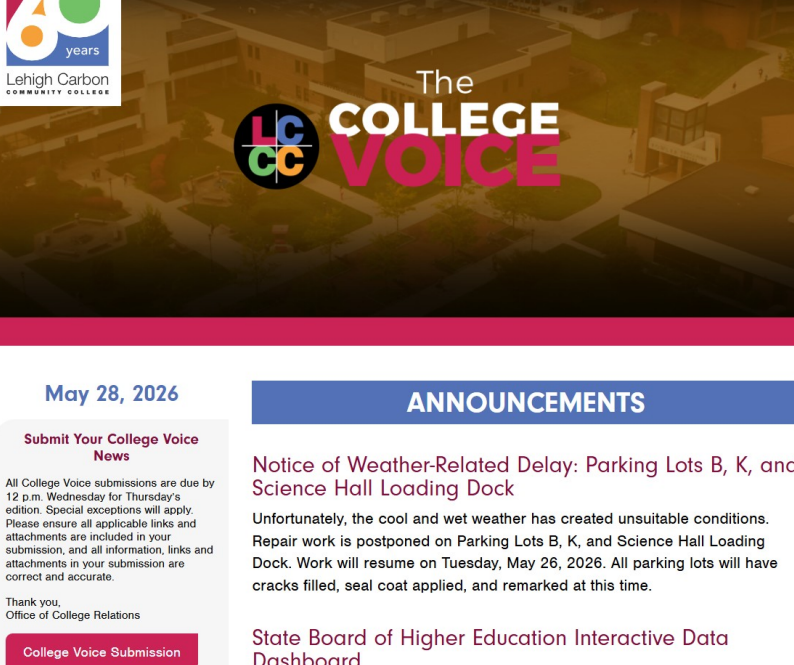 60
years
Lehigh Carbon
COMMUNITY COLLEGE
The
LC
CC
COLLEGE
VOICE
May 28, 2026
Submit Your College Voice
News
All College Voice submissions are due by
12 p.m. Wednesday for Thursday's
edition. Special exceptions will apply.
Please ensure all applicable links and
attachments are included in your
submission, and all information, links and
attachments in your submission are
correct and accurate.
Thank you,
Office of College Relations
College Voice Submission
ANNOUNCEMENTS
Notice of Weather-Related Delay: Parking Lots B, K, and
Science Hall Loading Dock
Unfortunately, the cool and wet weather has created unsuitable conditions.
Repair work is postponed on Parking Lots B, K, and Science Hall Loading
Dock. Work will resume on Tuesday, May 26, 2026. All parking lots will have
cracks filled, seal coat applied, and remarked at this time.
State Board of Higher Education Interactive Data
Dashboard